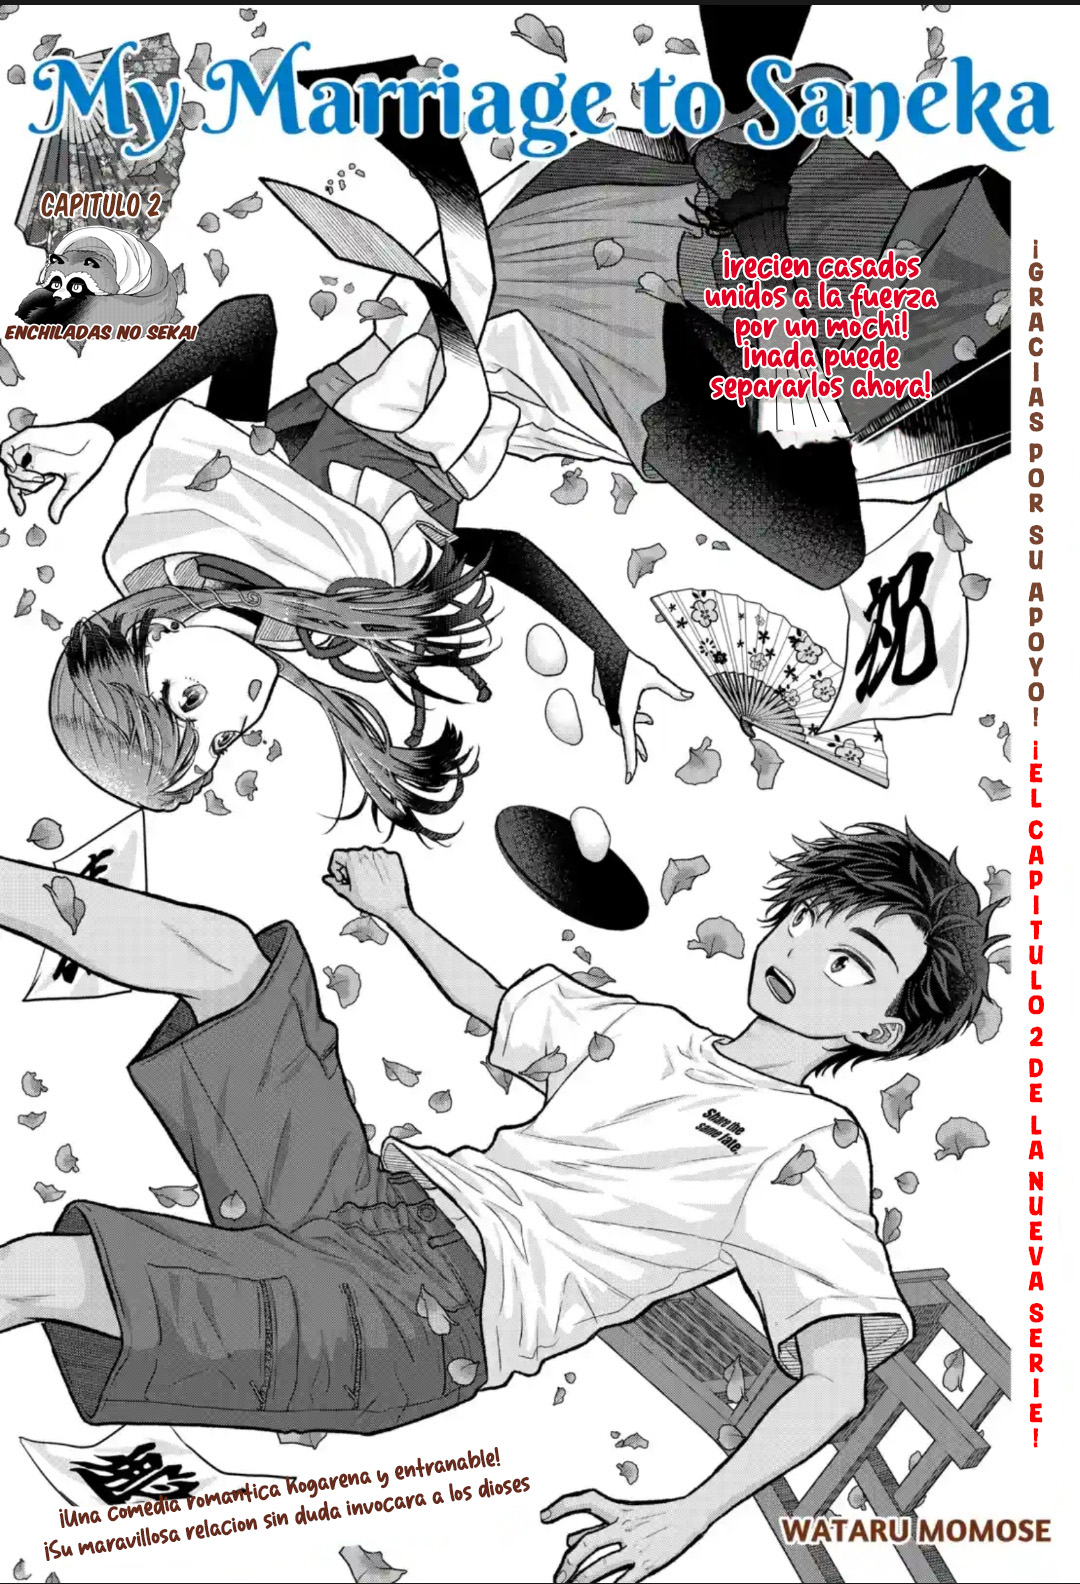 My Marriage to Saneka
CAPITULO 2
ENCHILADAS NO SEKAI
¡recien casados
unidos a la fuerza
por un mochi!
¡nada puede
separarlos ahora!
¡GRACIAS POR SU APOYO! ¡EL CAPITULO 2 DE LA NUEVA SERIE!
祝
Share the
same fate.
¡Una comedia romantica hogarena y entranable!
¡Su maravillosa relacion sin duda invocara a los dioses
WATARU MOMOSE